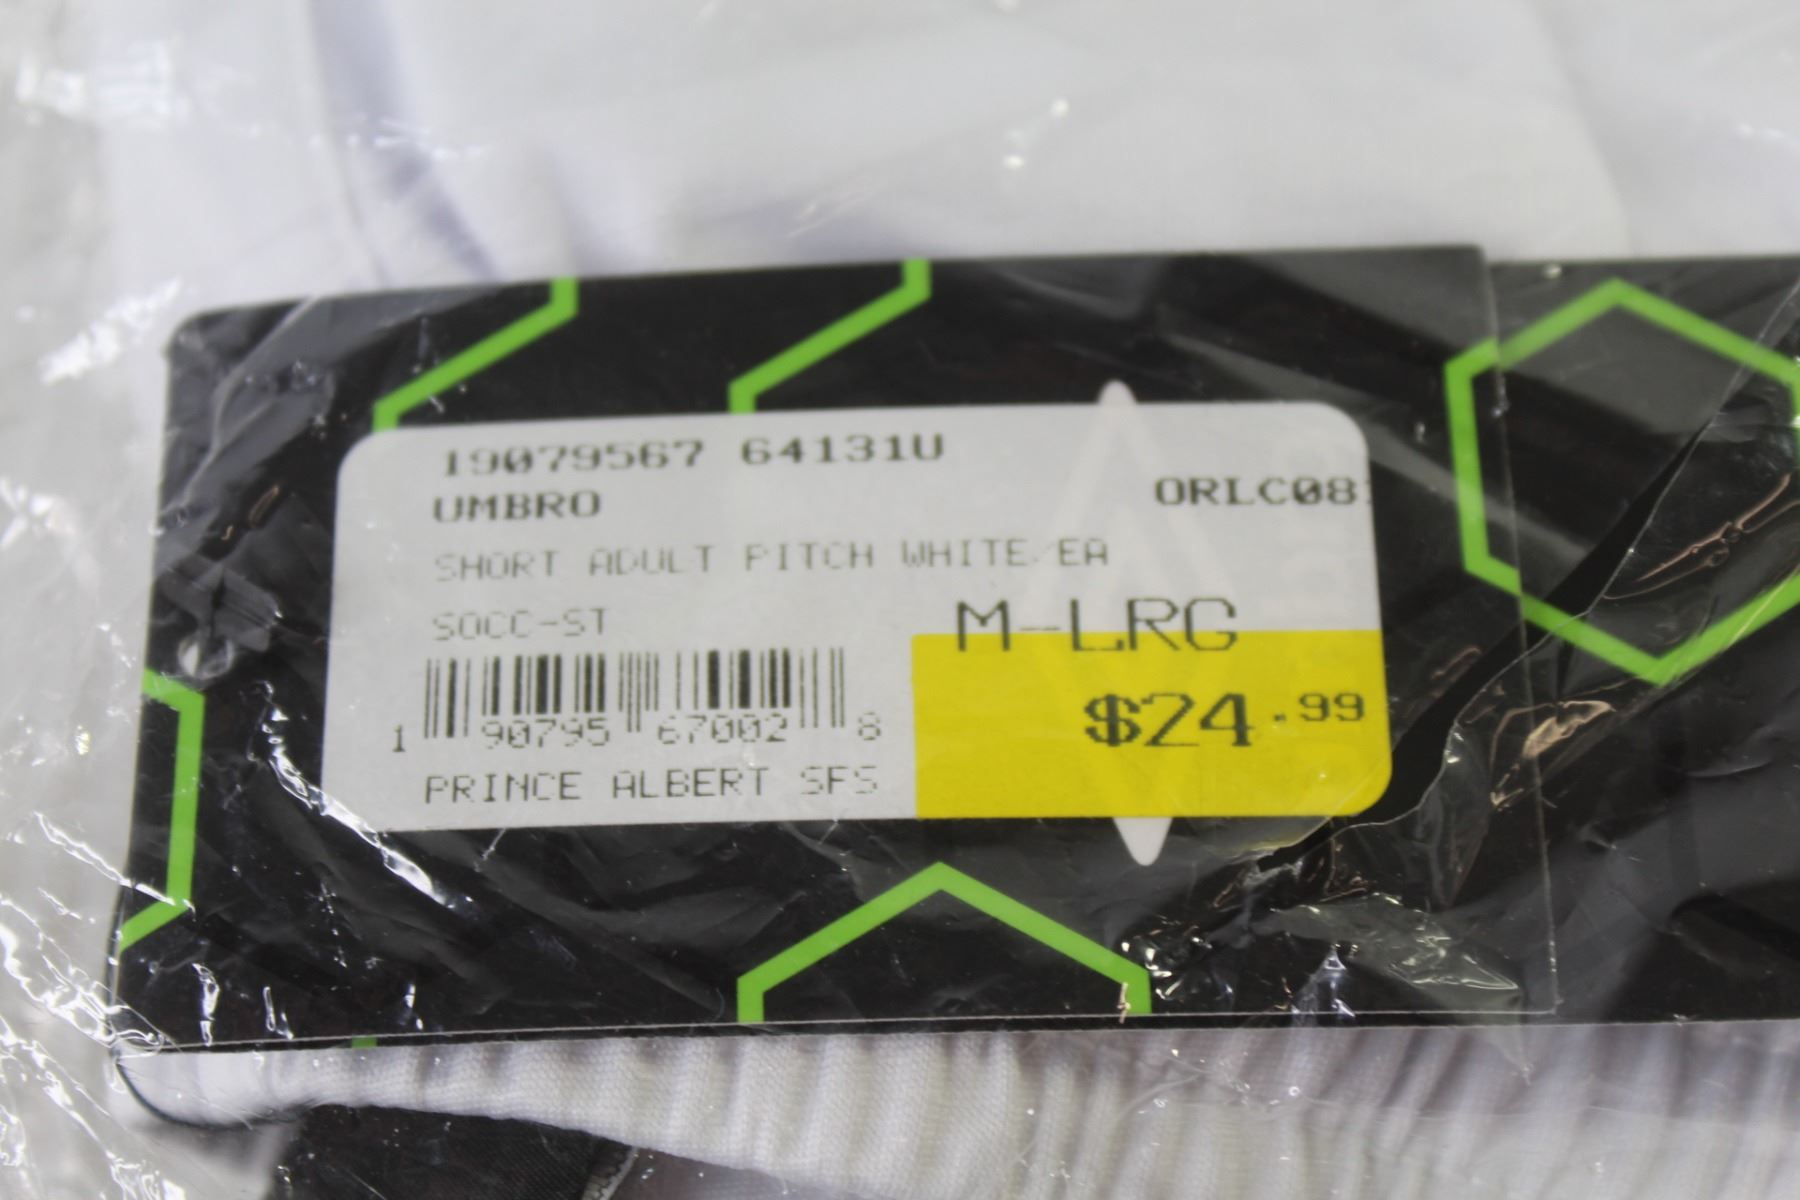 19079567 64131U
UMBRO
ORLC08
SHORT ADULT PITCH WHITE/EA
SOCC-ST
M-LRG
$24.99
1 90795 67002 8
PRINCE ALBERT SFS